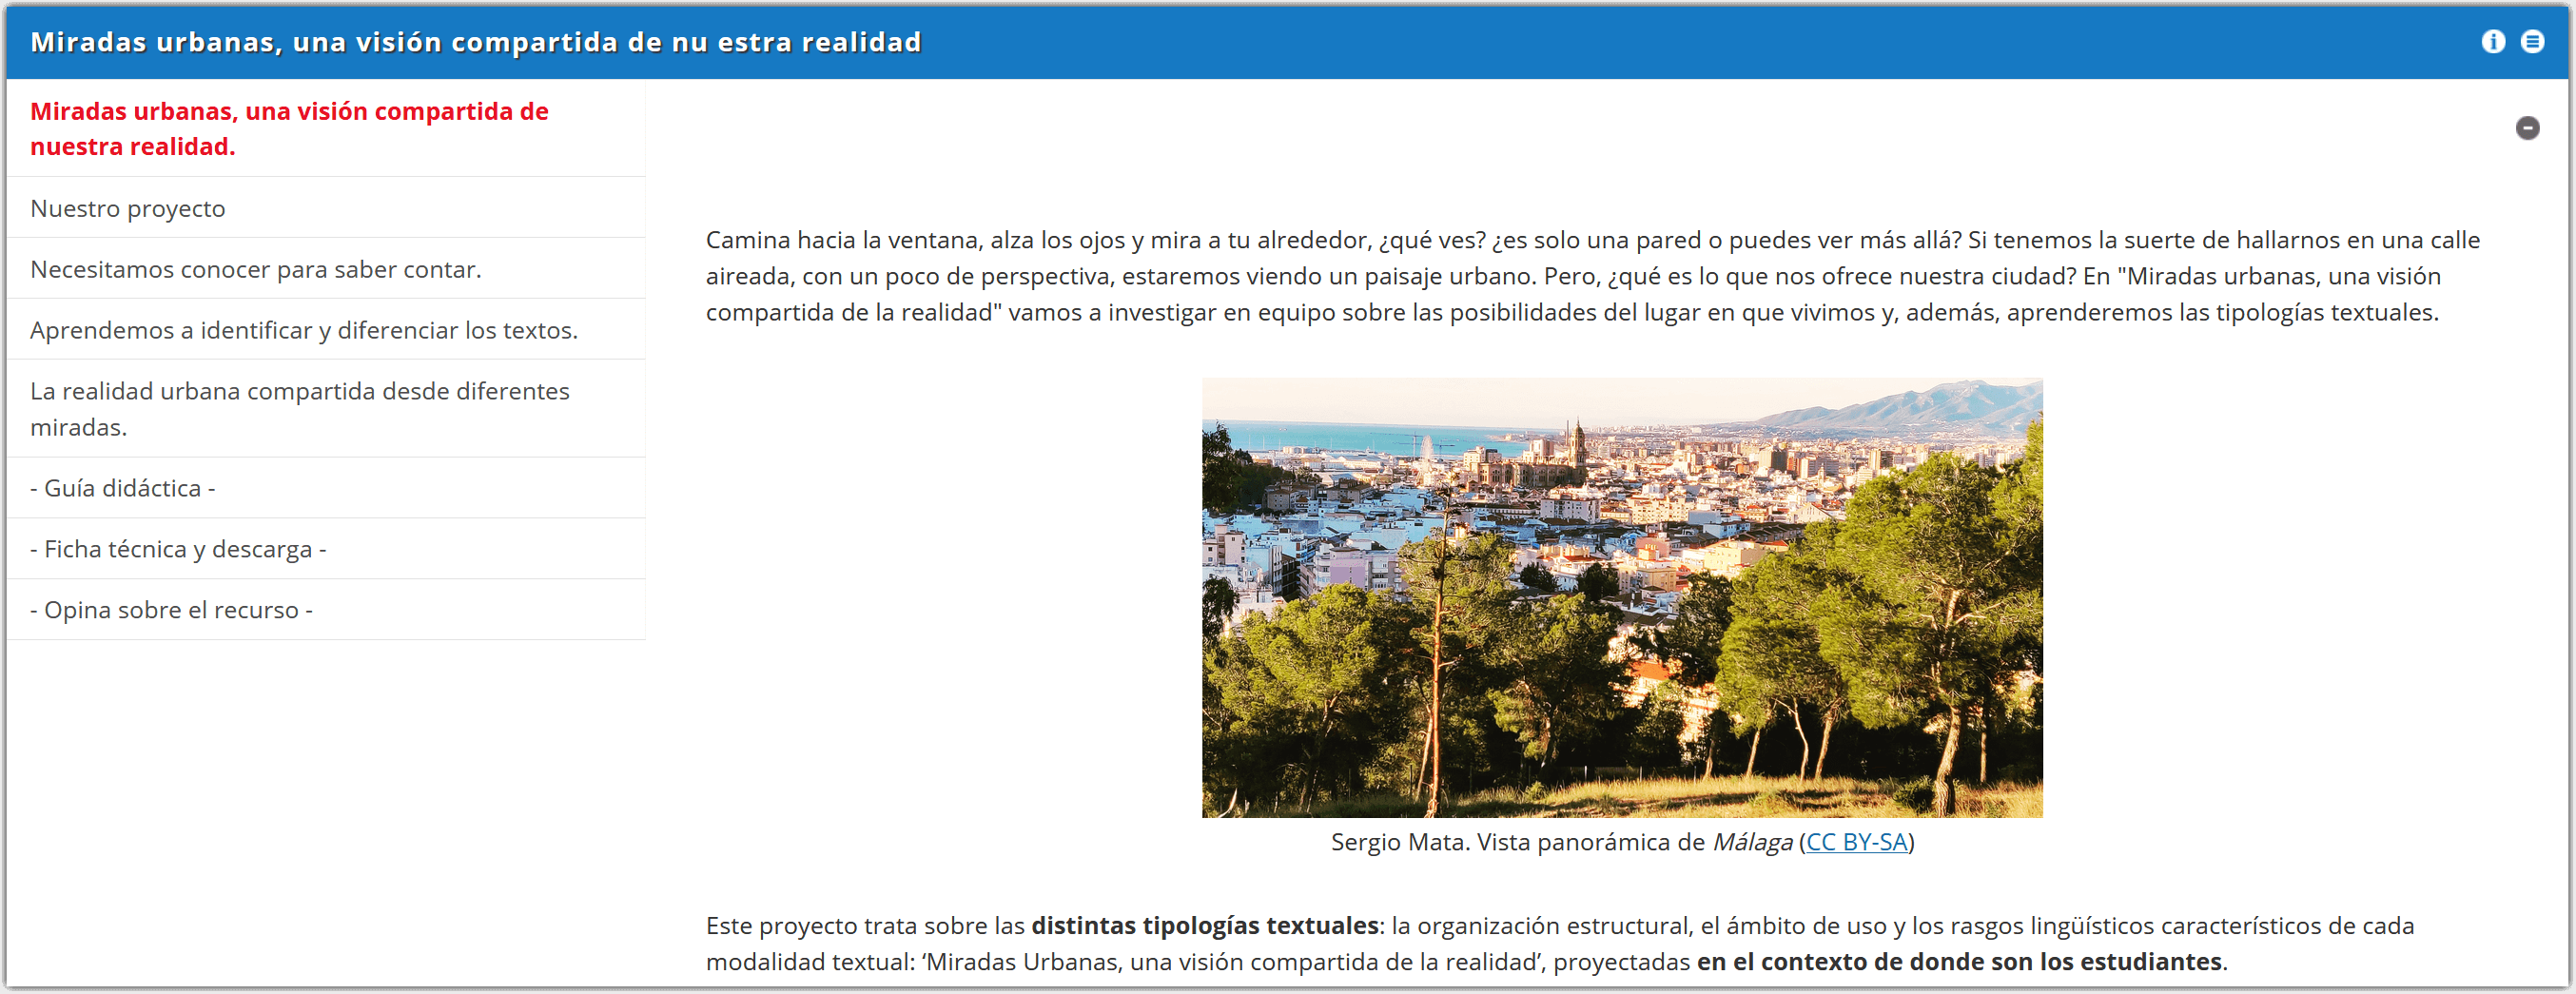 Miradas urbanas, una visión compartida de nu estra realidad
Miradas urbanas, una visión compartida de
nuestra realidad.
Nuestro proyecto
Necesitamos conocer para saber contar.
Aprendemos a identificar y diferenciar los textos.
La realidad urbana compartida desde diferentes
miradas.
- Guía didáctica -
- Ficha técnica y descarga -
- Opina sobre el recurso -
Camina hacia la ventana, alza los ojos y mira a tu alrededor, ¿qué ves? ¿es solo una pared o puedes ver más allá? Si tenemos la suerte de hallarnos en una calle
aireada, con un poco de perspectiva, estaremos viendo un paisaje urbano. Pero, ¿qué es lo que nos ofrece nuestra ciudad? En "Miradas urbanas, una visión
compartida de la realidad" vamos a investigar en equipo sobre las posibilidades del lugar en que vivimos y, además, aprenderemos las tipologías textuales.
Sergio Mata. Vista panorámica de Málaga (CC BY-SA)
Este proyecto trata sobre las distintas tipologías textuales: la organización estructural, el ámbito de uso y los rasgos lingüísticos característicos de cada
modalidad textual: ‘Miradas Urbanas, una visión compartida de la realidad’, proyectadas en el contexto de donde son los estudiantes.